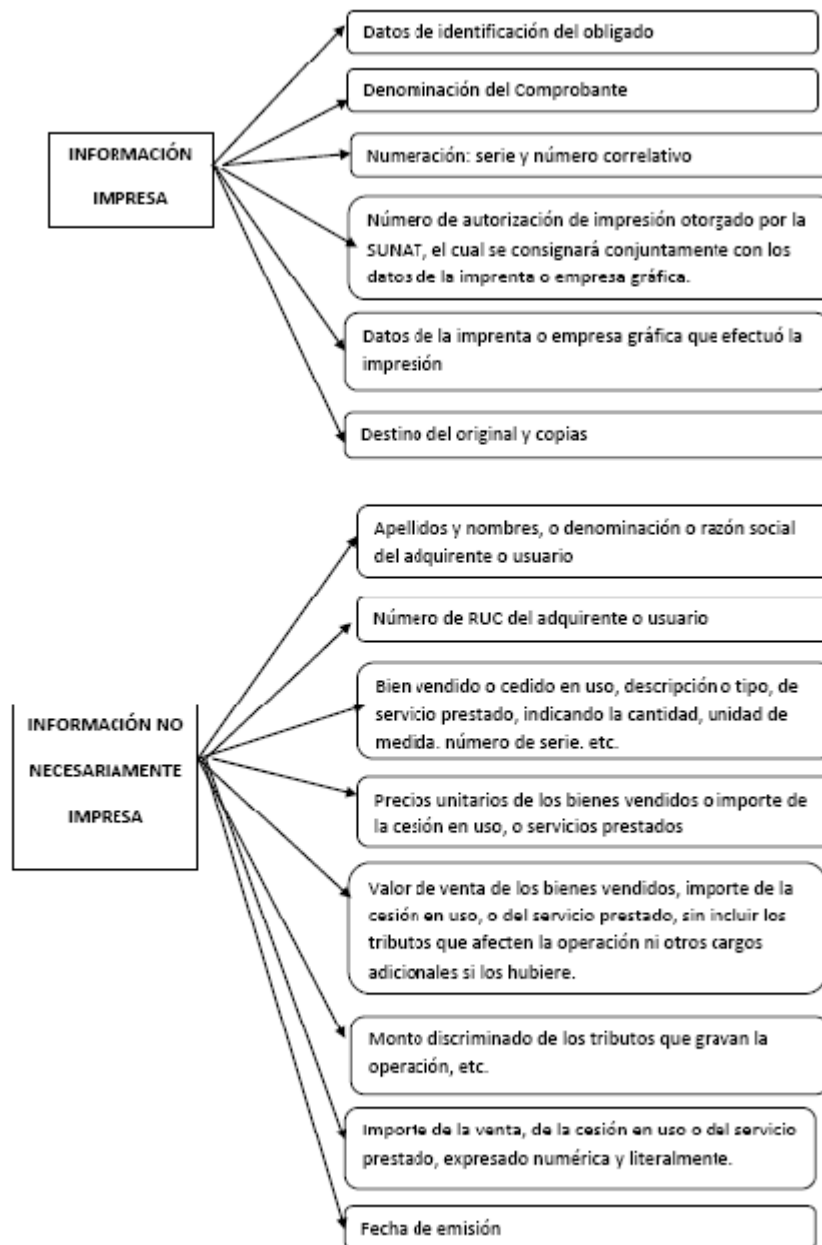 Datos de identificación del obligado
Denominación del Comprobante
INFORMACIÓN
IMPRESA
Numeración: serie y número correlativo
Número de autorización de impresión otorgado por la
SUNAT, el cual se consignará conjuntamente con los
datos de la imprenta o empresa gráfica.
Datos de la imprenta o empresa gráfica que efectuó la
impresión
Destino del original y copias
Apellidos y nombres, o denominación o razón social
del adquirente o usuario
Número de RUC del adquirente o usuario
INFORMACIÓN NO
NECESARIAMENTE
IMPRESA
Bien vendido o cedido en uso, descripción o tipo, de
servicio prestado, indicando la cantidad, unidad de
medida. número de serie. etc.
Precios unitarios de los bienes vendidos o importe de
la cesión en uso, o servicios prestados
Valor de venta de los bienes vendidos, importe de la
cesión en uso, o del servicio prestado, sin incluir los
tributos que afecten la operación ni otros cargos
adicionales si los hubiere.
Monto discriminado de los tributos que gravan la
operación, etc.
Importe de la venta, de la cesión en uso o del servicio
prestado, expresado numérica y literalmente.
Fecha de emisión